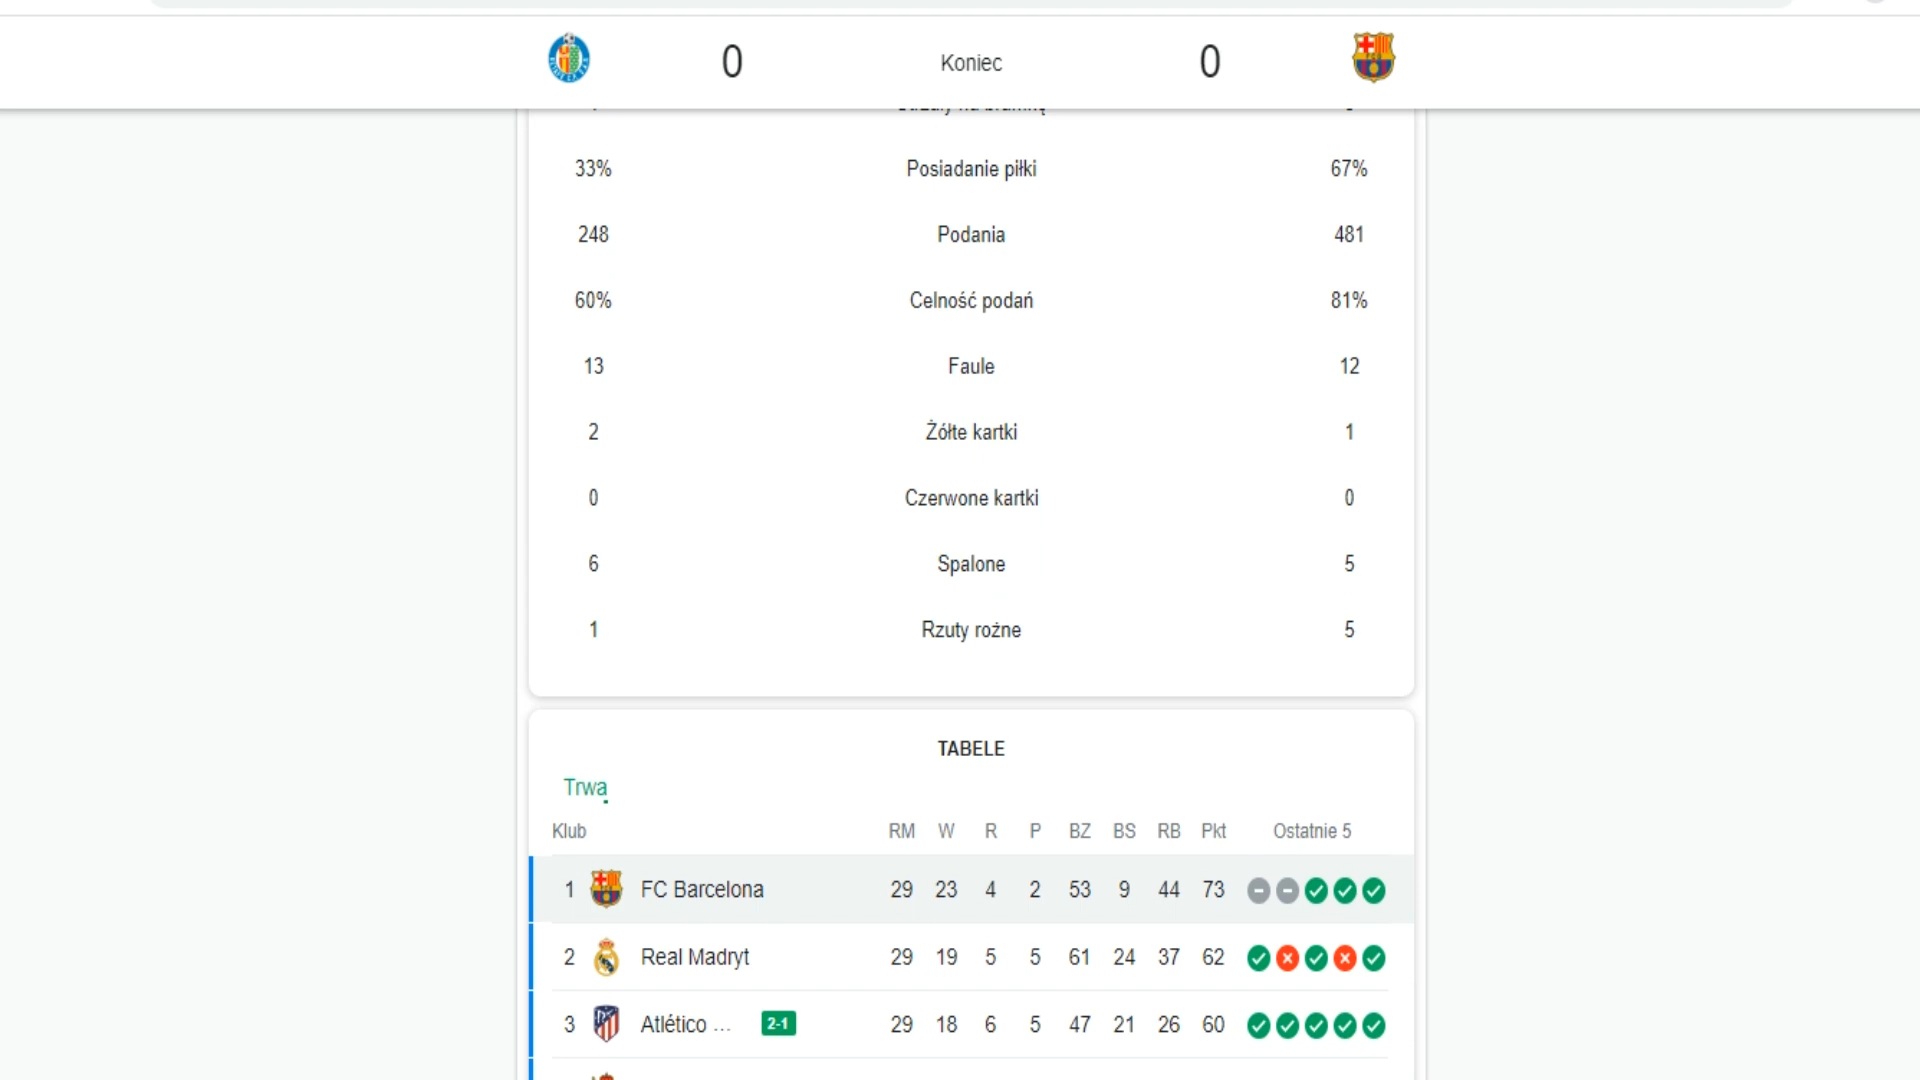 0 Koniec 0
33% Posiadanie piłki 67%
248 Podania 481
60% Celność podań 81%
13 Faule 12
2 Żółte kartki 1
0 Czerwone kartki 0
6 Spalone 5
1 Rzuty rożne 5
TABELE
Trwa
Klub RM W R P BZ BS RB Pkt Ostatnie 5
1 FC Barcelona 29 23 4 2 53 9 44 73
2 Real Madryt 29 19 5 5 61 24 37 62
3 Atlético ... 2-1 29 18 6 5 47 21 26 60